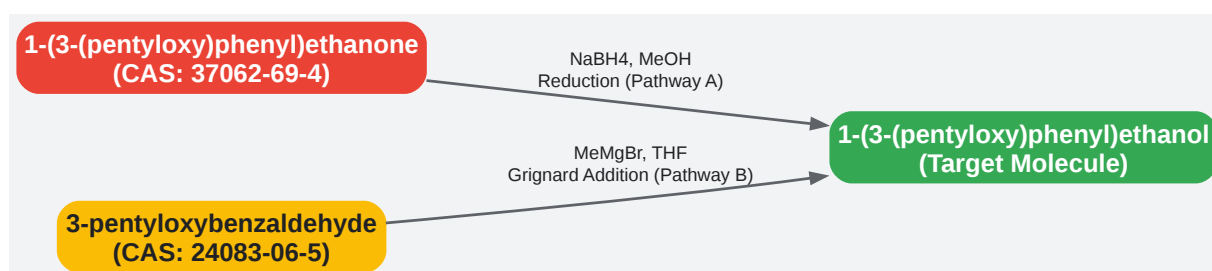 1-(3-(pentyloxy)phenyl)ethanone
(CAS: 37062-69-4)
NaBH4, MeOH
Reduction (Pathway A)
1-(3-(pentyloxy)phenyl)ethanol
(Target Molecule)
MeMgBr, THF
Grignard Addition (Pathway B)
3-pentyloxybenzaldehyde
(CAS: 24083-06-5)